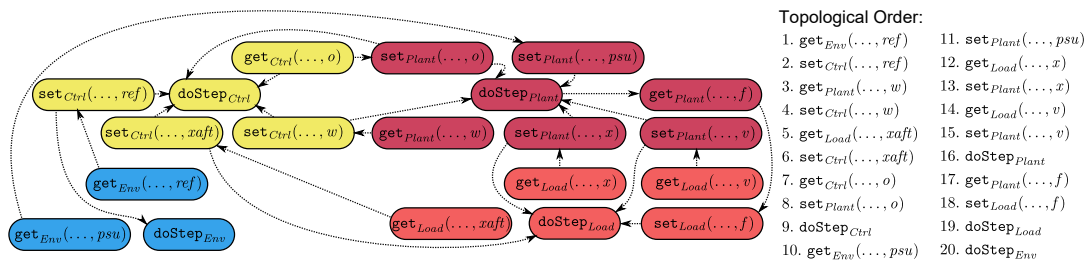 Topological Order:
get_Ctrl(…, o)
set_Plant(…, o)
set_Plant(…, psu)
set_Ctrl(…, ref)
doStep_Ctrl
doStep_Plant
get_Plant(…, f)
set_Ctrl(…, xaft)
set_Ctrl(…, w)
get_Plant(…, w)
set_Plant(…, x)
set_Plant(…, v)
get_Env(…, ref)
get_Load(…, x)
get_Load(…, v)
get_Env(…, psu)
doStep_Env
get_Load(…, xaft)
doStep_Load
set_Load(…, f)
1. get_Env(…, ref)
2. set_Ctrl(…, ref)
3. get_Plant(…, w)
4. set_Ctrl(…, w)
5. get_Load(…, xaft)
6. set_Ctrl(…, xaft)
7. get_Ctrl(…, o)
8. set_Plant(…, o)
9. doStep_Ctrl
10. get_Env(…, psu)
11. set_Plant(…, psu)
12. get_Load(…, x)
13. set_Plant(…, x)
14. get_Load(…, v)
15. set_Plant(…, v)
16. doStep_Plant
17. get_Plant(…, f)
18. set_Load(…, f)
19. doStep_Load
20. doStep_Env